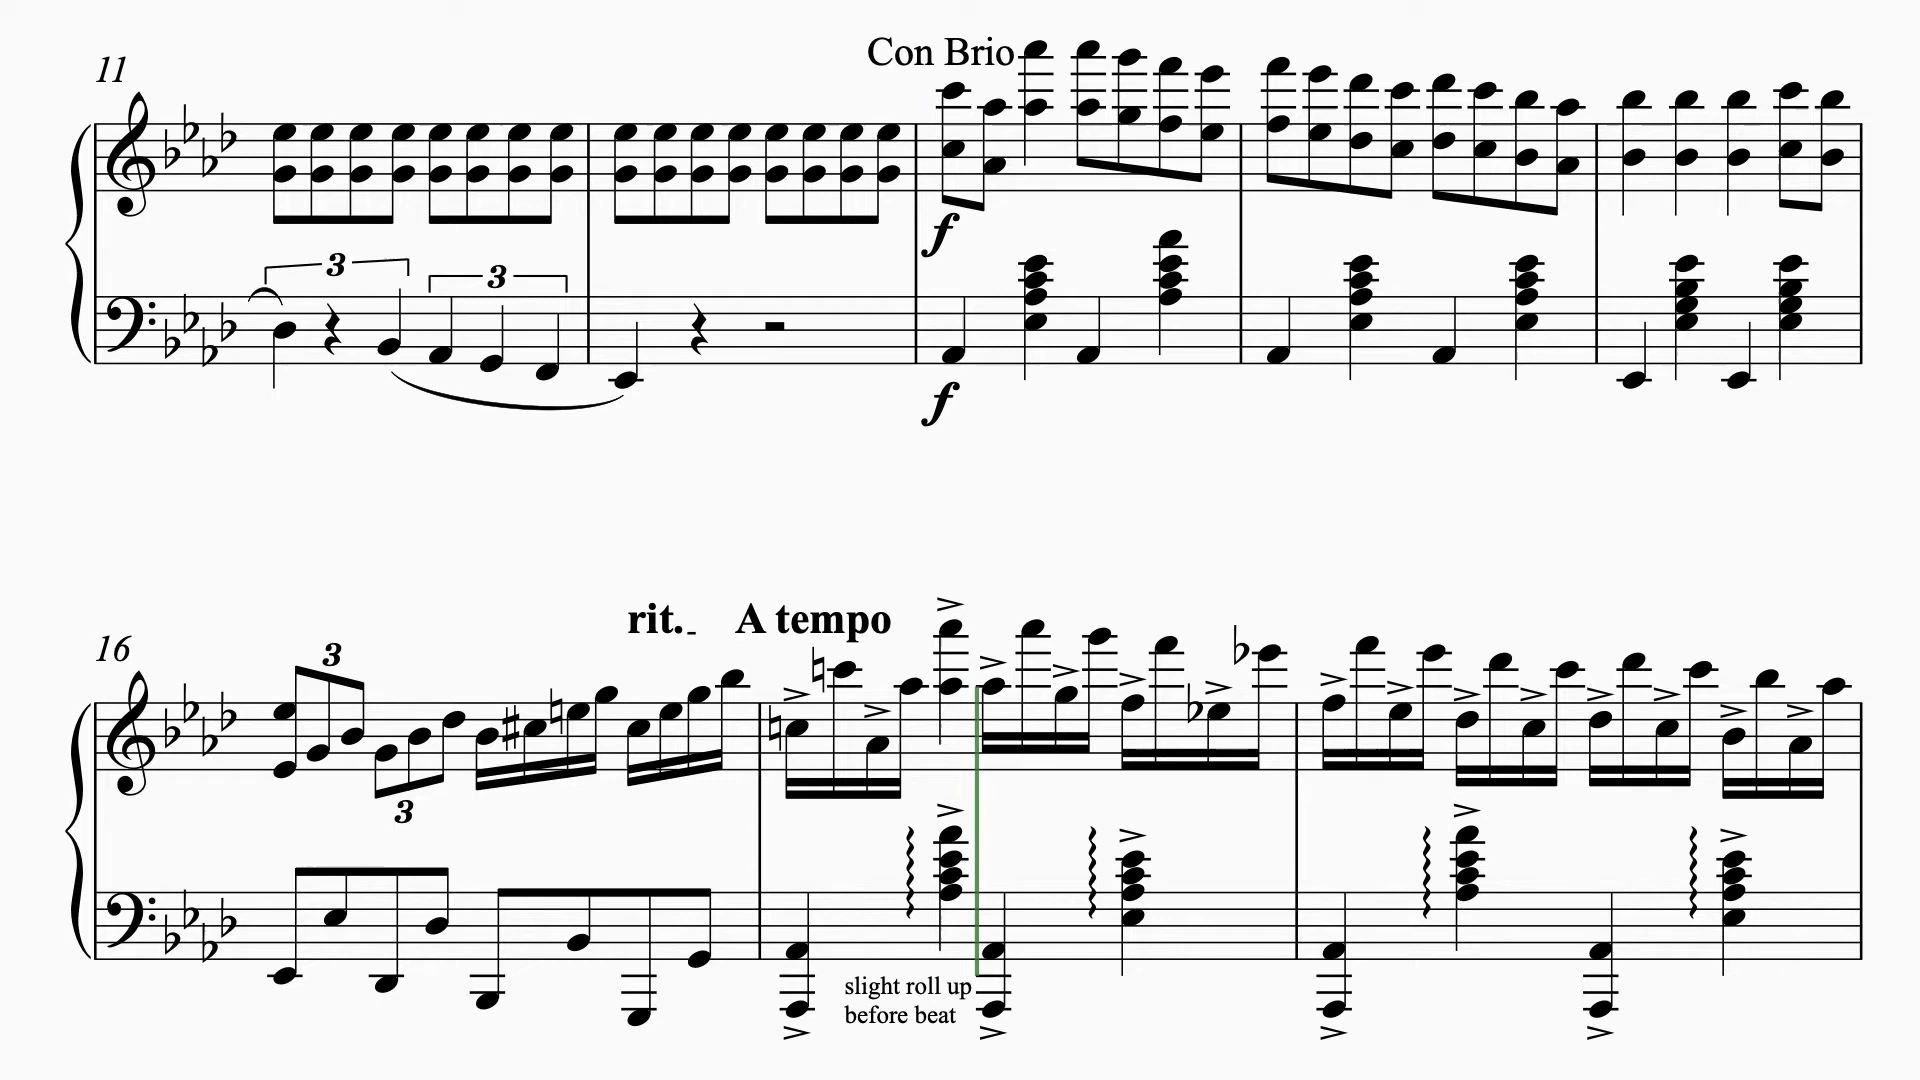 11
Con Brio
3
3
f
f
16
rit.
A tempo
3
3
slight roll up
before beat